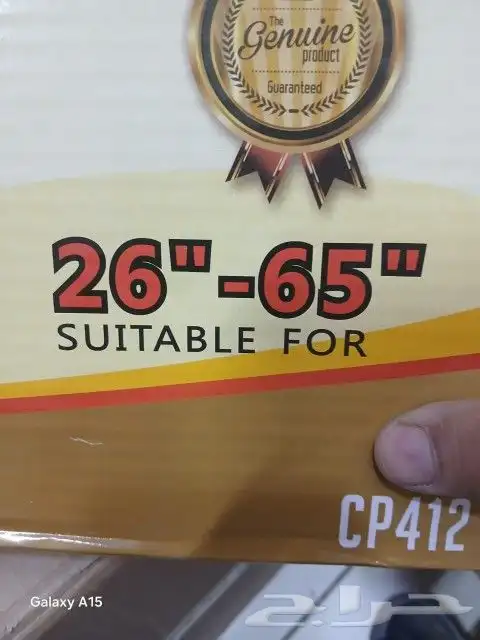 The
Genuine
product
Guaranteed
26"-65"
SUITABLE FOR
CP412
Galaxy A15
حراج